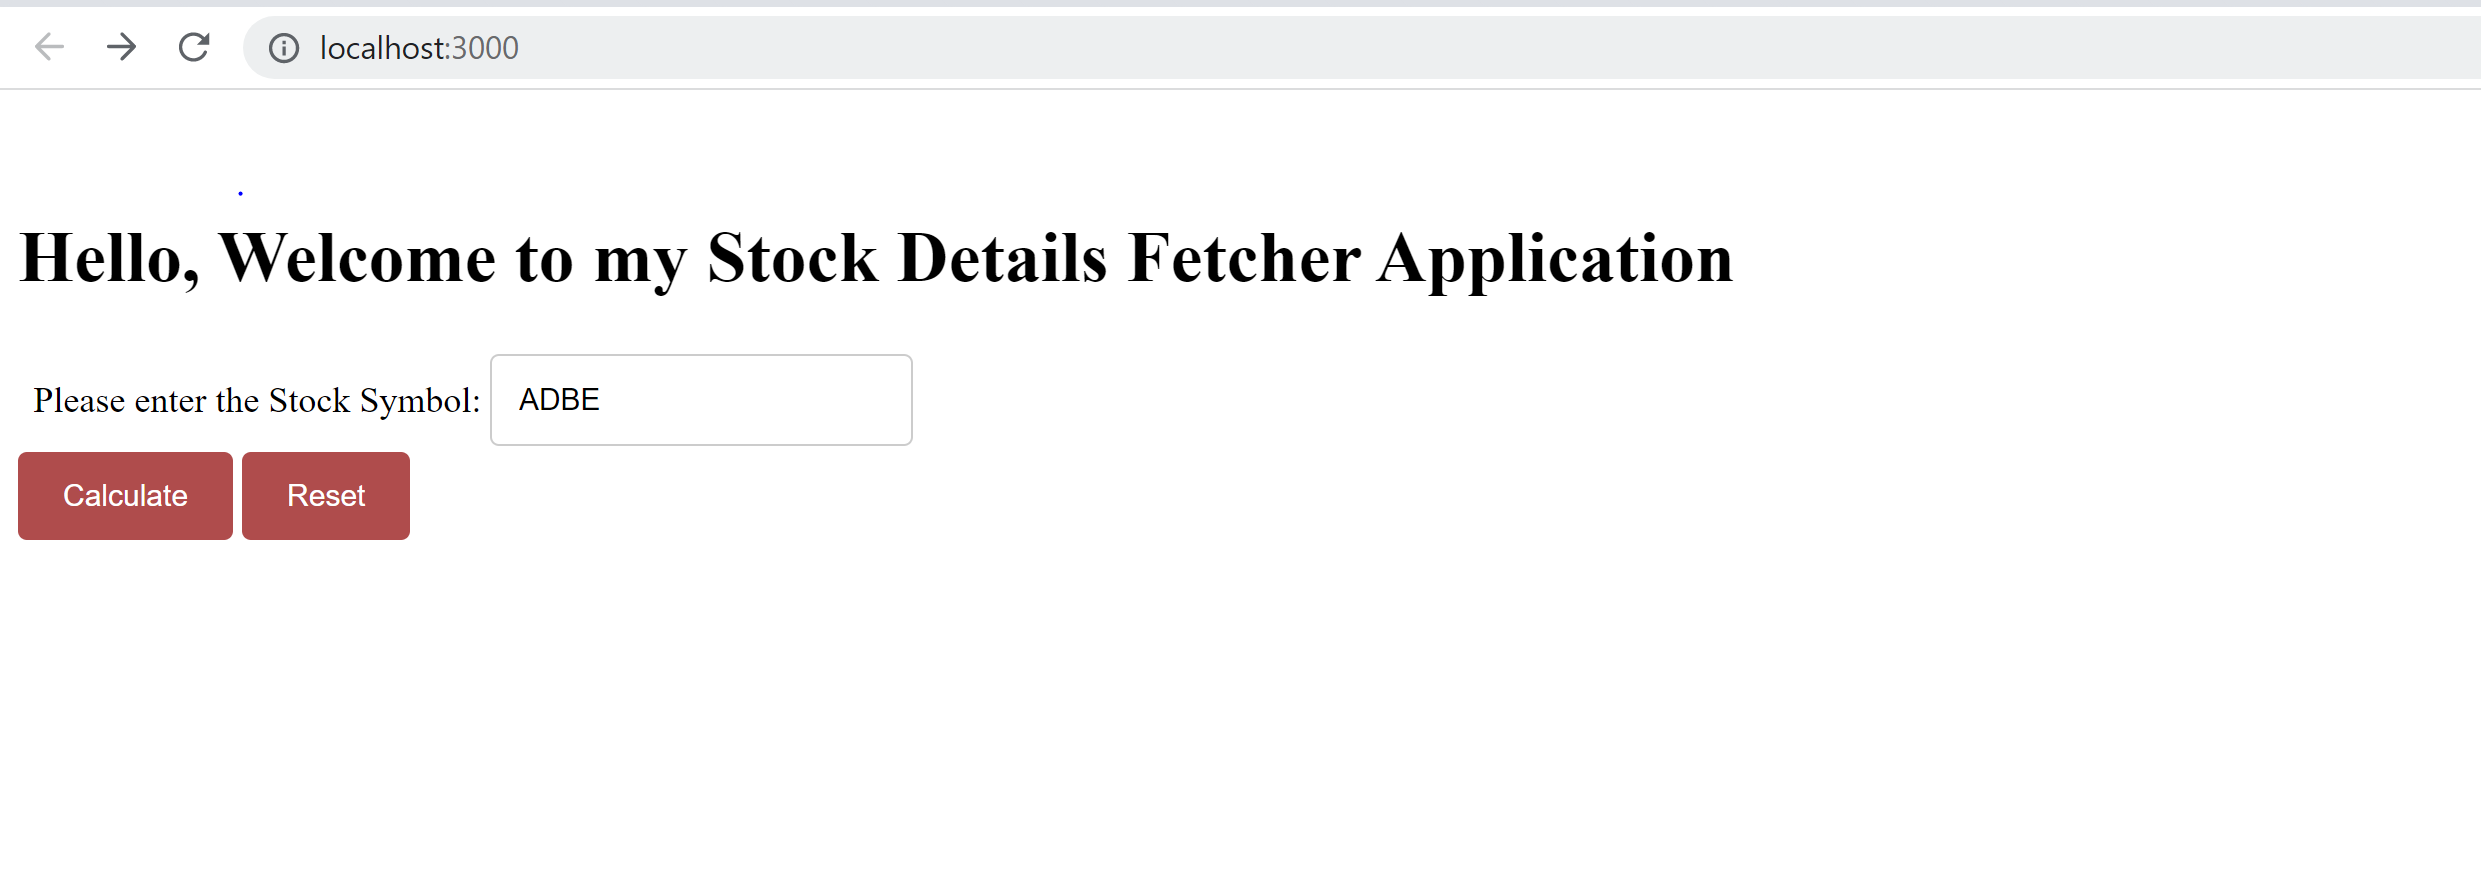 localhost:3000
Hello, Welcome to my Stock Details Fetcher Application
Please enter the Stock Symbol: ADBE
Calculate Reset